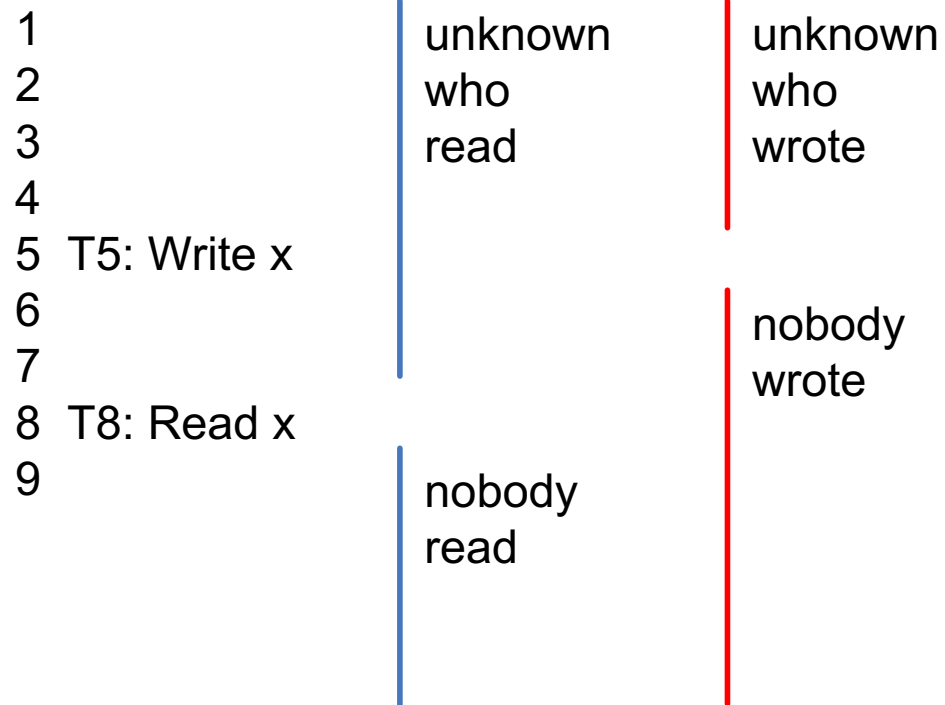 1
unknown
unknown
2
who
who
3
read
wrote
4
5 T5: Write x
6
nobody
7
wrote
8 T8: Read x
9
nobody
read